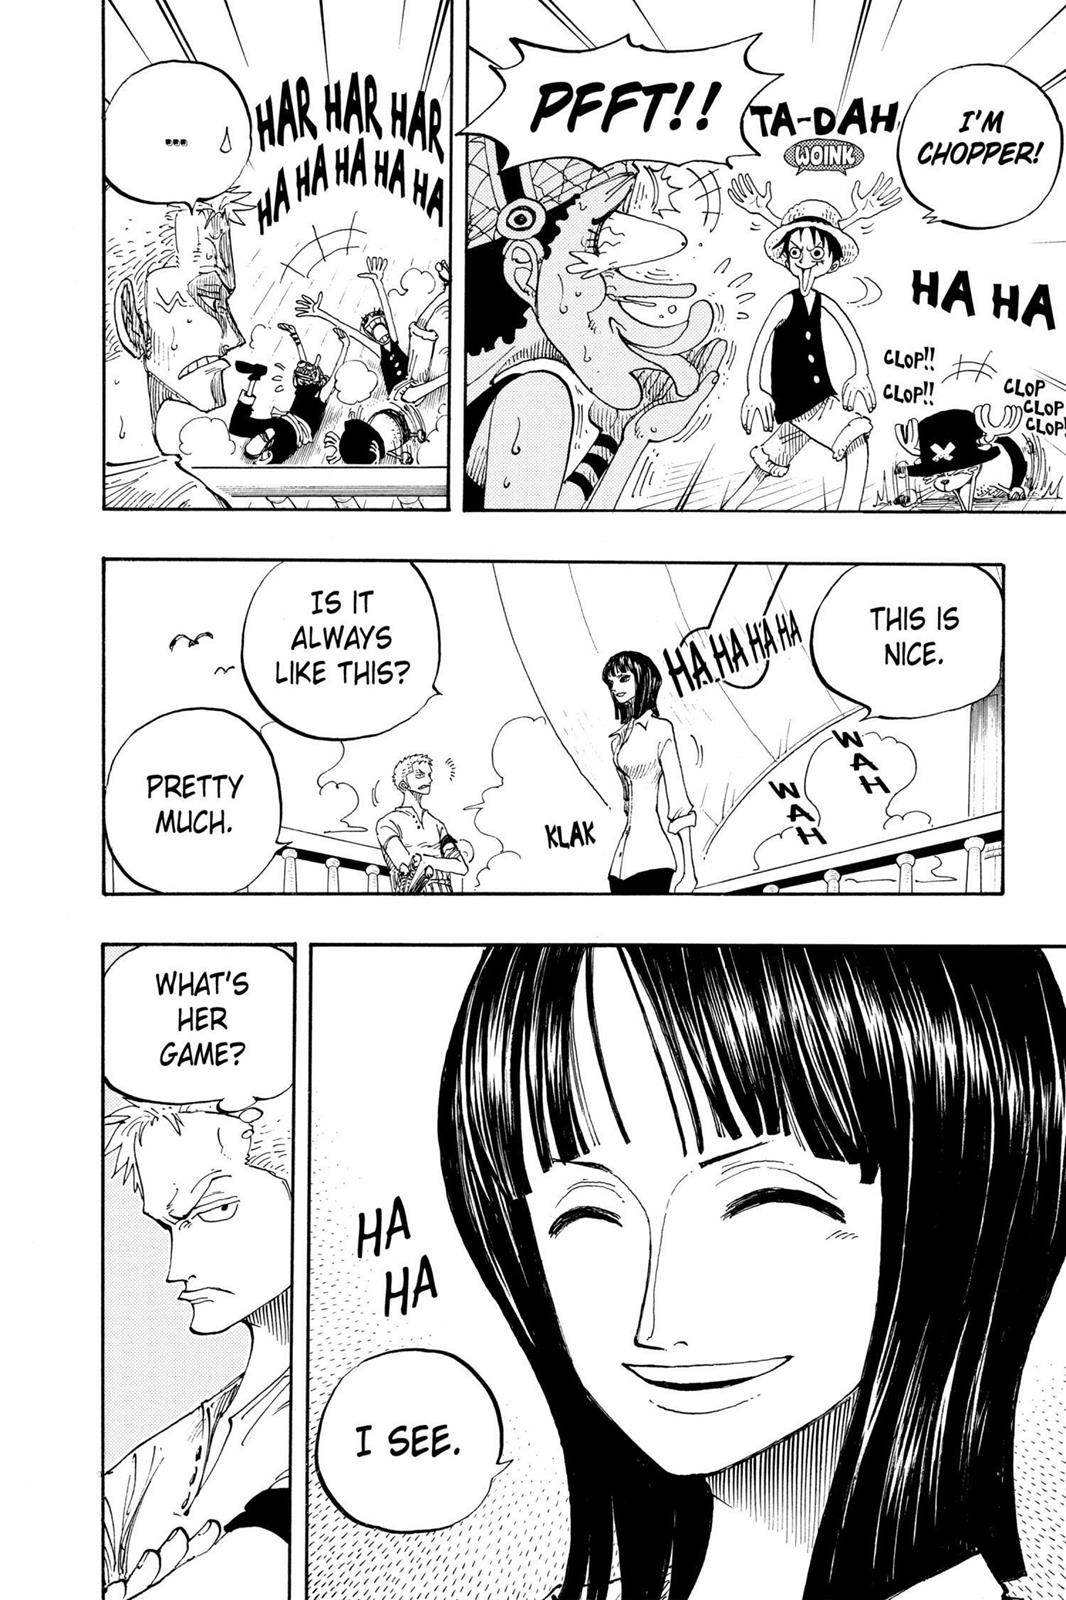 I'M
CHOPPER!
TA-DAH
WOINK
PFFT!!
HA HA
CLOP!!
CLOP!!
CLOP
CLOP
CLOP!
HAR HAR HAR
HA HA HA HA HA
...
THIS IS
NICE.
HA HA HA HA
WAH
WAH
IS IT
ALWAYS
LIKE THIS?
KLAK
PRETTY
MUCH.
HA
HA
I SEE.
WHAT'S
HER
GAME?